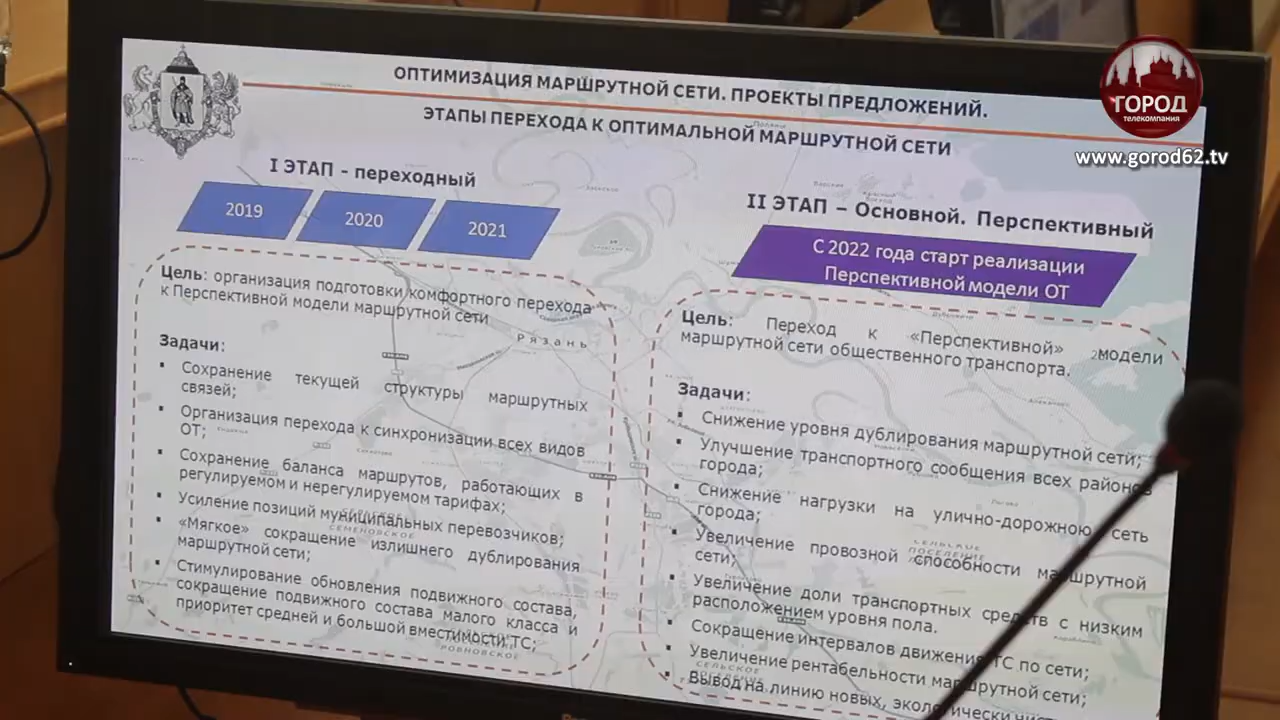 ГОРОД
телекомпания
www.gorod62.tv
ОПТИМИЗАЦИЯ МАРШРУТНОЙ СЕТИ. ПРОЕКТЫ ПРЕДЛОЖЕНИЙ.
ЭТАПЫ ПЕРЕХОДА К ОПТИМАЛЬНОЙ МАРШРУТНОЙ СЕТИ
I ЭТАП - переходный
2019
2020
2021
Цель: организация подготовки комфортного перехода
к Перспективной модели маршрутной сети
Рязань
Задачи:
▪ Сохранение текущей структуры маршрутных
связей;
▪ Организация перехода к синхронизации всех видов
ОТ;
▪ Сохранение баланса маршрутов, работающих в
регулируемом и нерегулируемом тарифах;
▪ Усиление позиций муниципальных перевозчиков;
▪ «Мягкое» сокращение излишнего дублирования
маршрутной сети;
▪ Стимулирование обновления подвижного состава,
сокращение подвижного состава малого класса и
приоритет средней и большой вместимости ТС;
II ЭТАП – Основной. Перспективный
С 2022 года старт реализации
Перспективной модели ОТ
Цель: Переход к «Перспективной» модели
маршрутной сети общественного транспорта.
Задачи:
▪ Снижение уровня дублирования маршрутной сети;
▪ Улучшение транспортного сообщения всех районов
города;
▪ Снижение нагрузки на улично-дорожную сеть
города;
▪ Увеличение провозной способности маршрутной
сети;
▪ Увеличение доли транспортных средств с низким
расположением уровня пола.
▪ Сокращение интервалов движения ТС по сети;
▪ Увеличение рентабельности маршрутной сети;
▪ Вывод на линию новых,
СЕЛЬСКОЕ
ПОСЕЛЕНИЕ